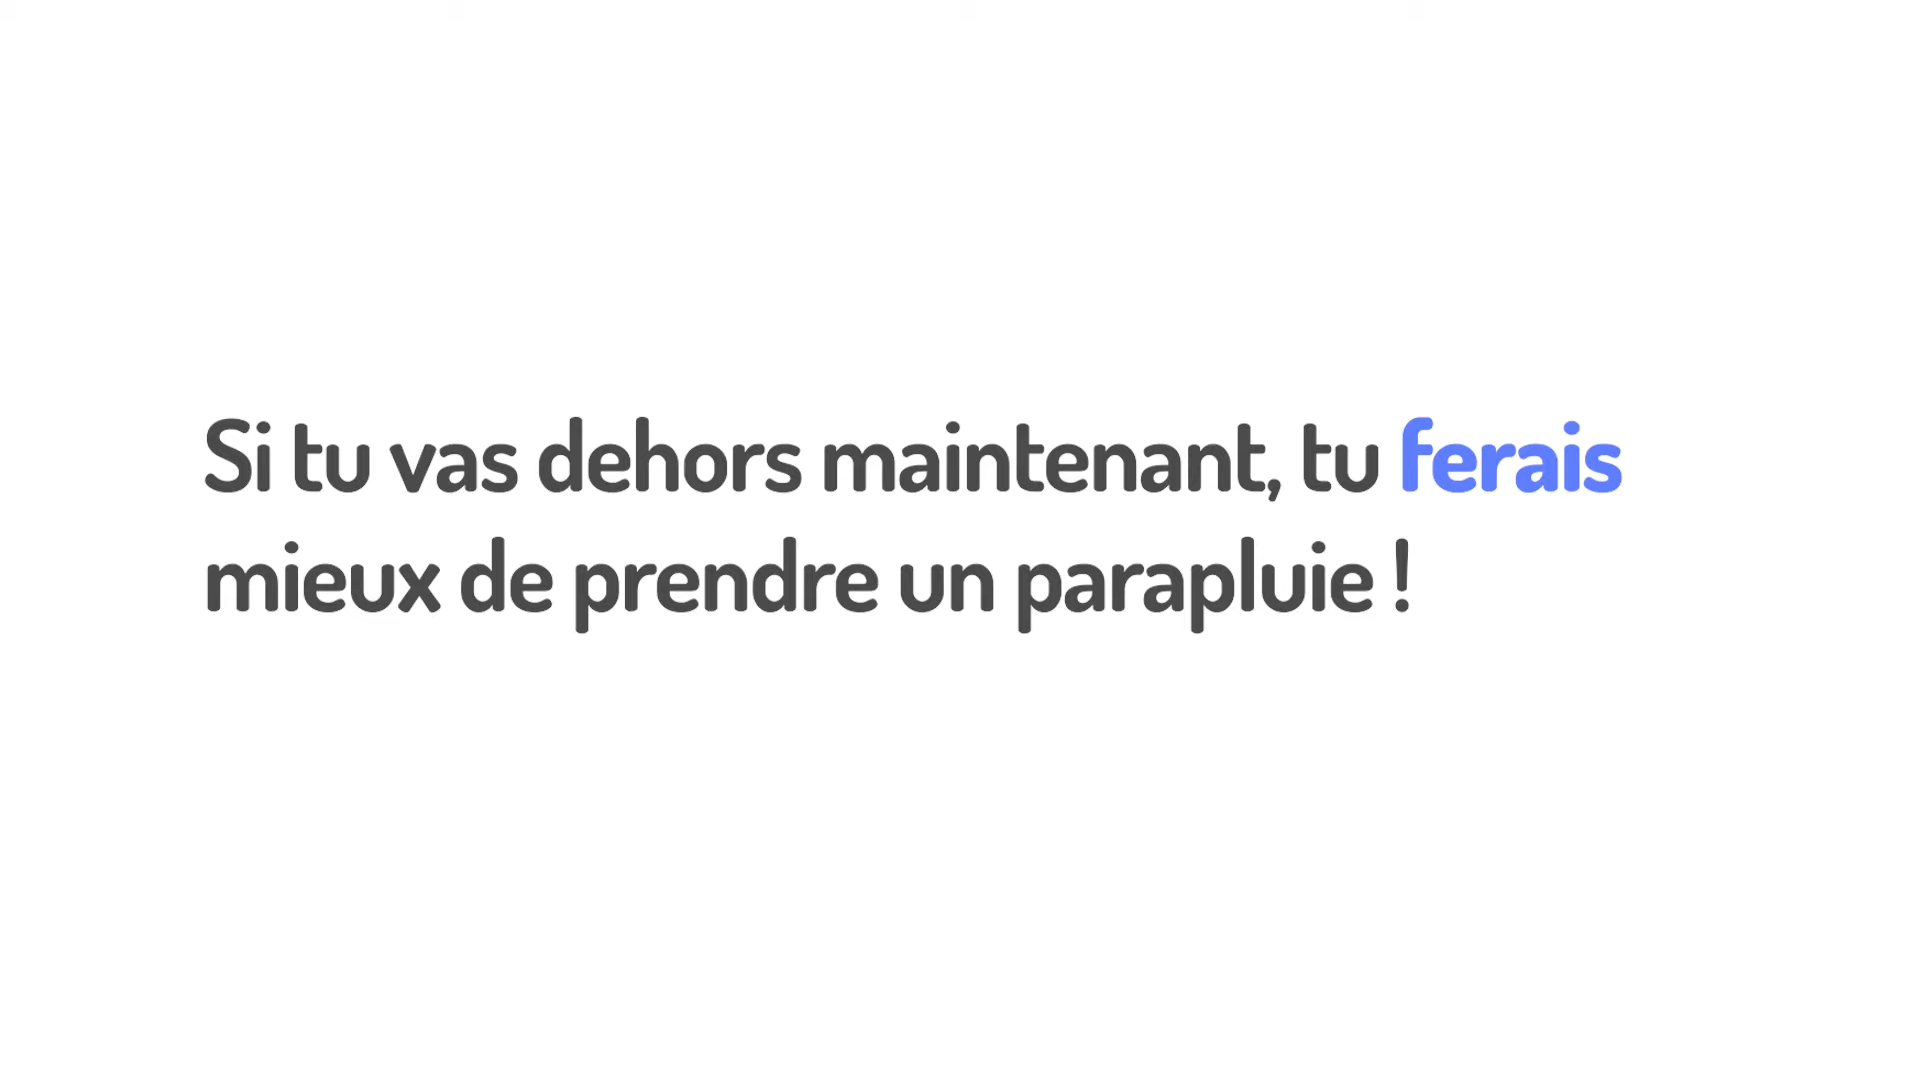 Si tu vas dehors maintenant, tu ferais
mieux de prendre un parapluie !